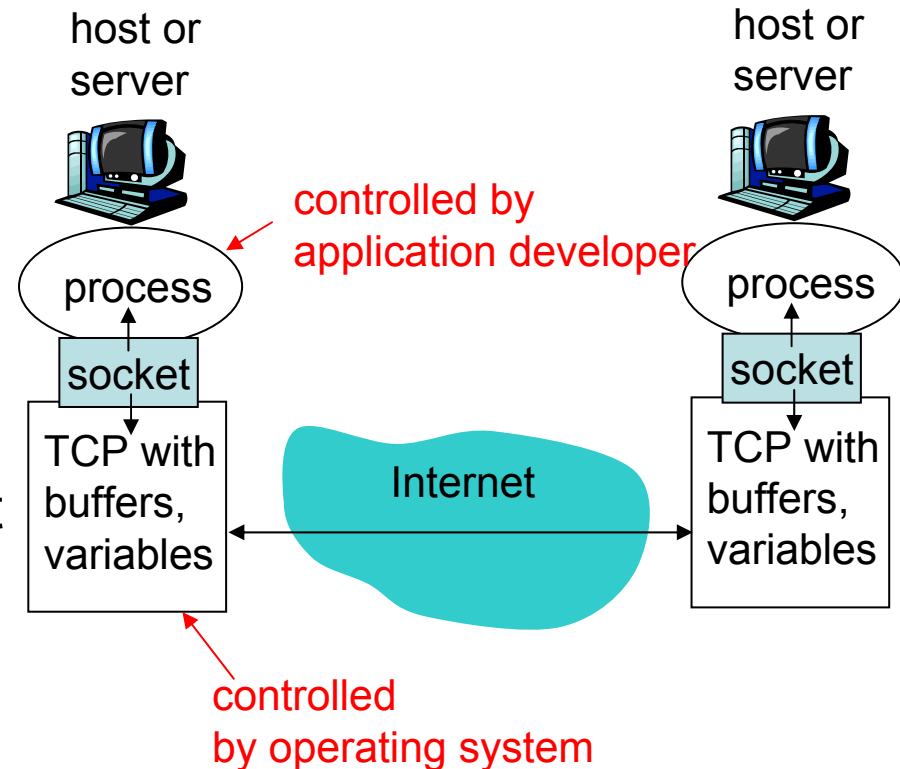 host or
server
host or
server
controlled by
application developer
process
process
socket
socket
TCP with
buffers,
variables
Internet
TCP with
buffers,
variables
t
controlled
by operating system